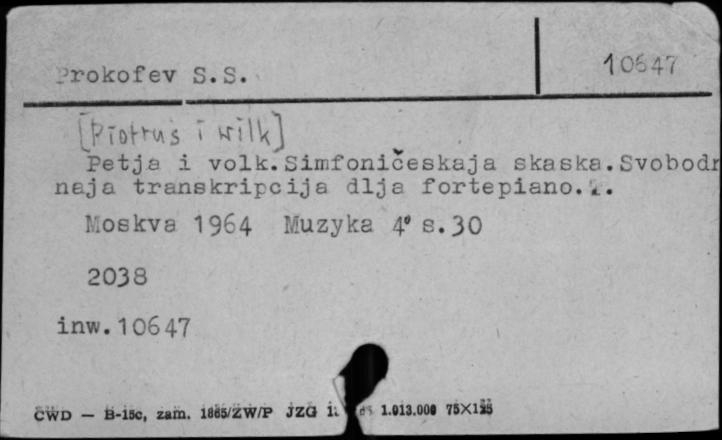 Prokofev S.S.
10647
[Piotruś i wilk]
Petja i volk.Simfoničeskaja skaska.Svobodr
naja transkripcija dlja fortepiano...
Moskva 1964 Muzyka 4° s.30
2038
inw.10647
CWD — B-15c, zam. 1865/ZW/P JZG 1.013.000 75X125